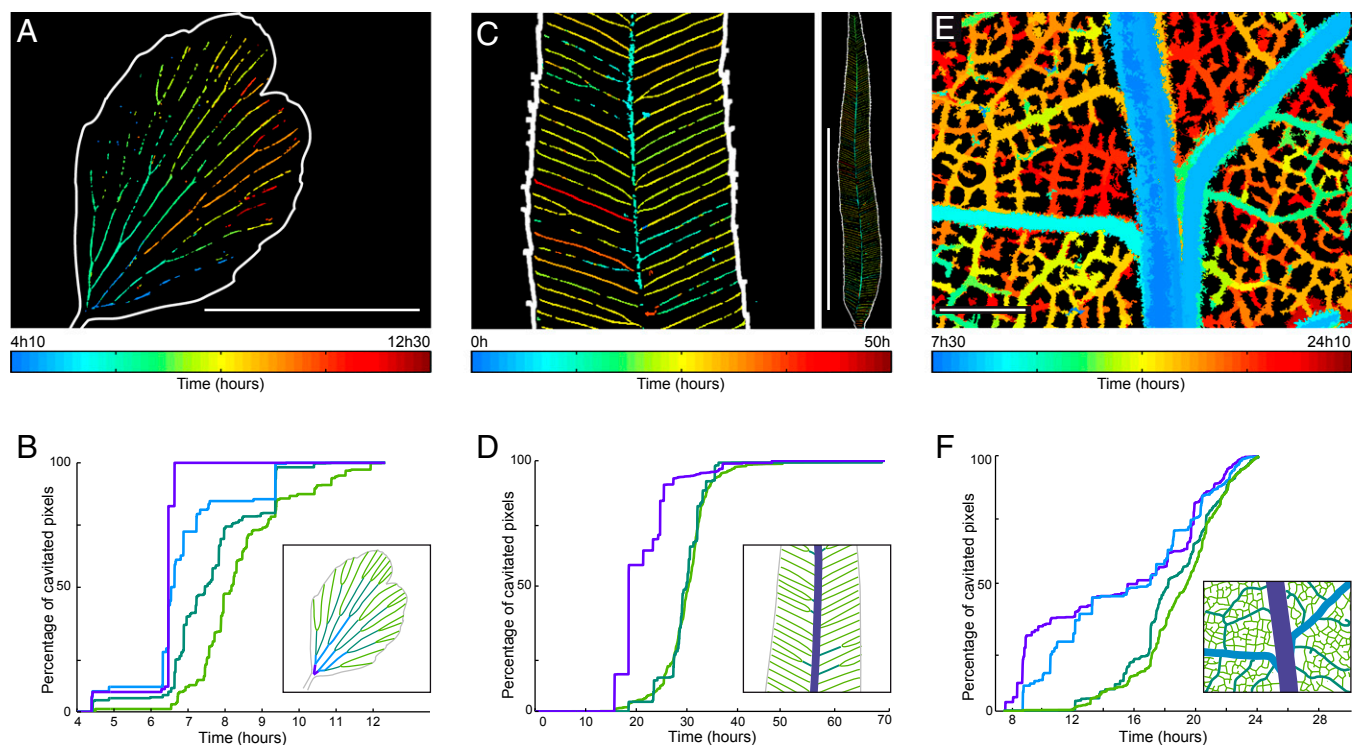 A
C
E
4h10 12h30
Time (hours)
0h 50h
Time (hours)
7h30 24h10
Time (hours)
B
Percentage of cavitated pixels
100
50
0
4 5 6 7 8 9 10 11 12
Time (hours)
D
Percentage of cavitated pixels
100
50
0
0 10 20 30 40 50 60 70
Time (hours)
F
Percentage of cavitated pixels
100
50
0
8 12 16 20 24 28
Time (hours)